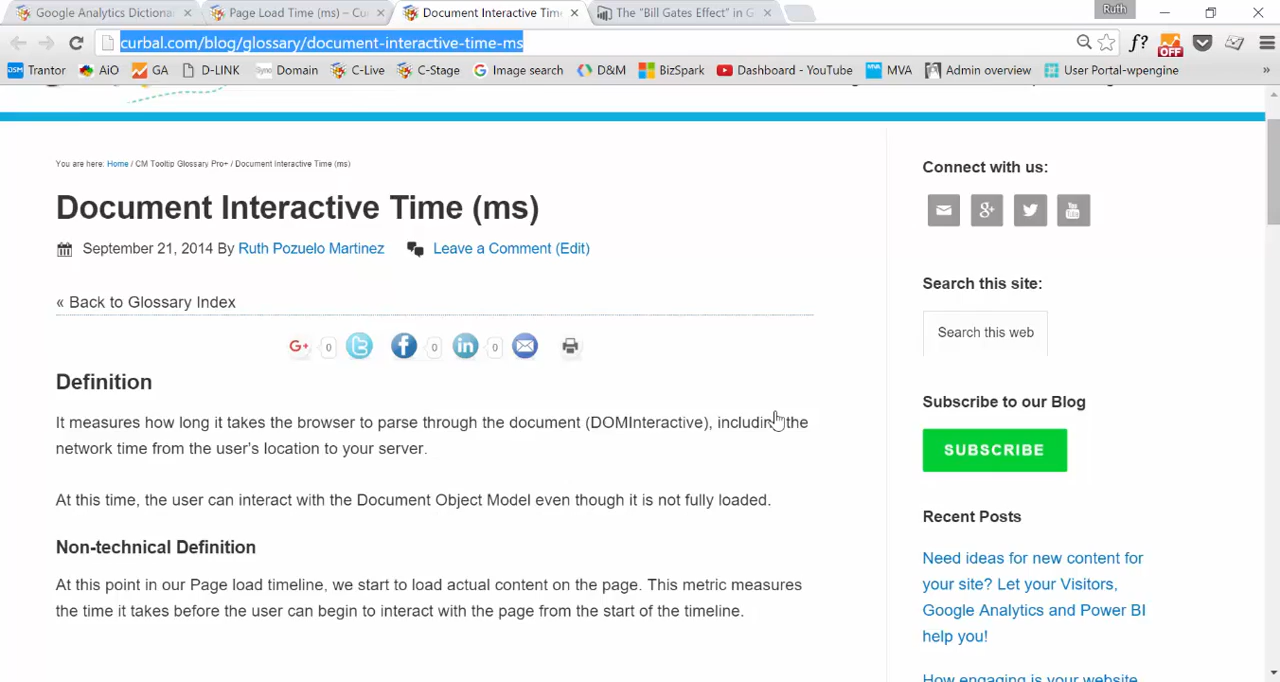 Google Analytics Dictiona
Page Load Time (ms) – Cu
Document Interactive Tim
The "Bill Gates Effect" in G
Ruth
curbal.com/blog/glossary/document-interactive-time-ms
f?
OFF
Trantor
AiO
GA
D-LINK
Domain
C-Live
C-Stage
Image search
D&M
BizSpark
Dashboard - YouTube
MVA
Admin overview
User Portal-wpengine
»
You are here: Home / CM Tooltip Glossary Pro+ / Document Interactive Time (ms)
Document Interactive Time (ms)
September 21, 2014 By Ruth Pozuelo Martinez Leave a Comment (Edit)
« Back to Glossary Index
G+ 0 0 in 0
Definition
It measures how long it takes the browser to parse through the document (DOMInteractive), including the
network time from the user's location to your server.
At this time, the user can interact with the Document Object Model even though it is not fully loaded.
Non-technical Definition
At this point in our Page load timeline, we start to load actual content on the page. This metric measures
the time it takes before the user can begin to interact with the page from the start of the timeline.
Connect with us:
Search this site:
Search this web
Subscribe to our Blog
SUBSCRIBE
Recent Posts
Need ideas for new content for
your site? Let your Visitors,
Google Analytics and Power BI
help you!
How engaging is your website